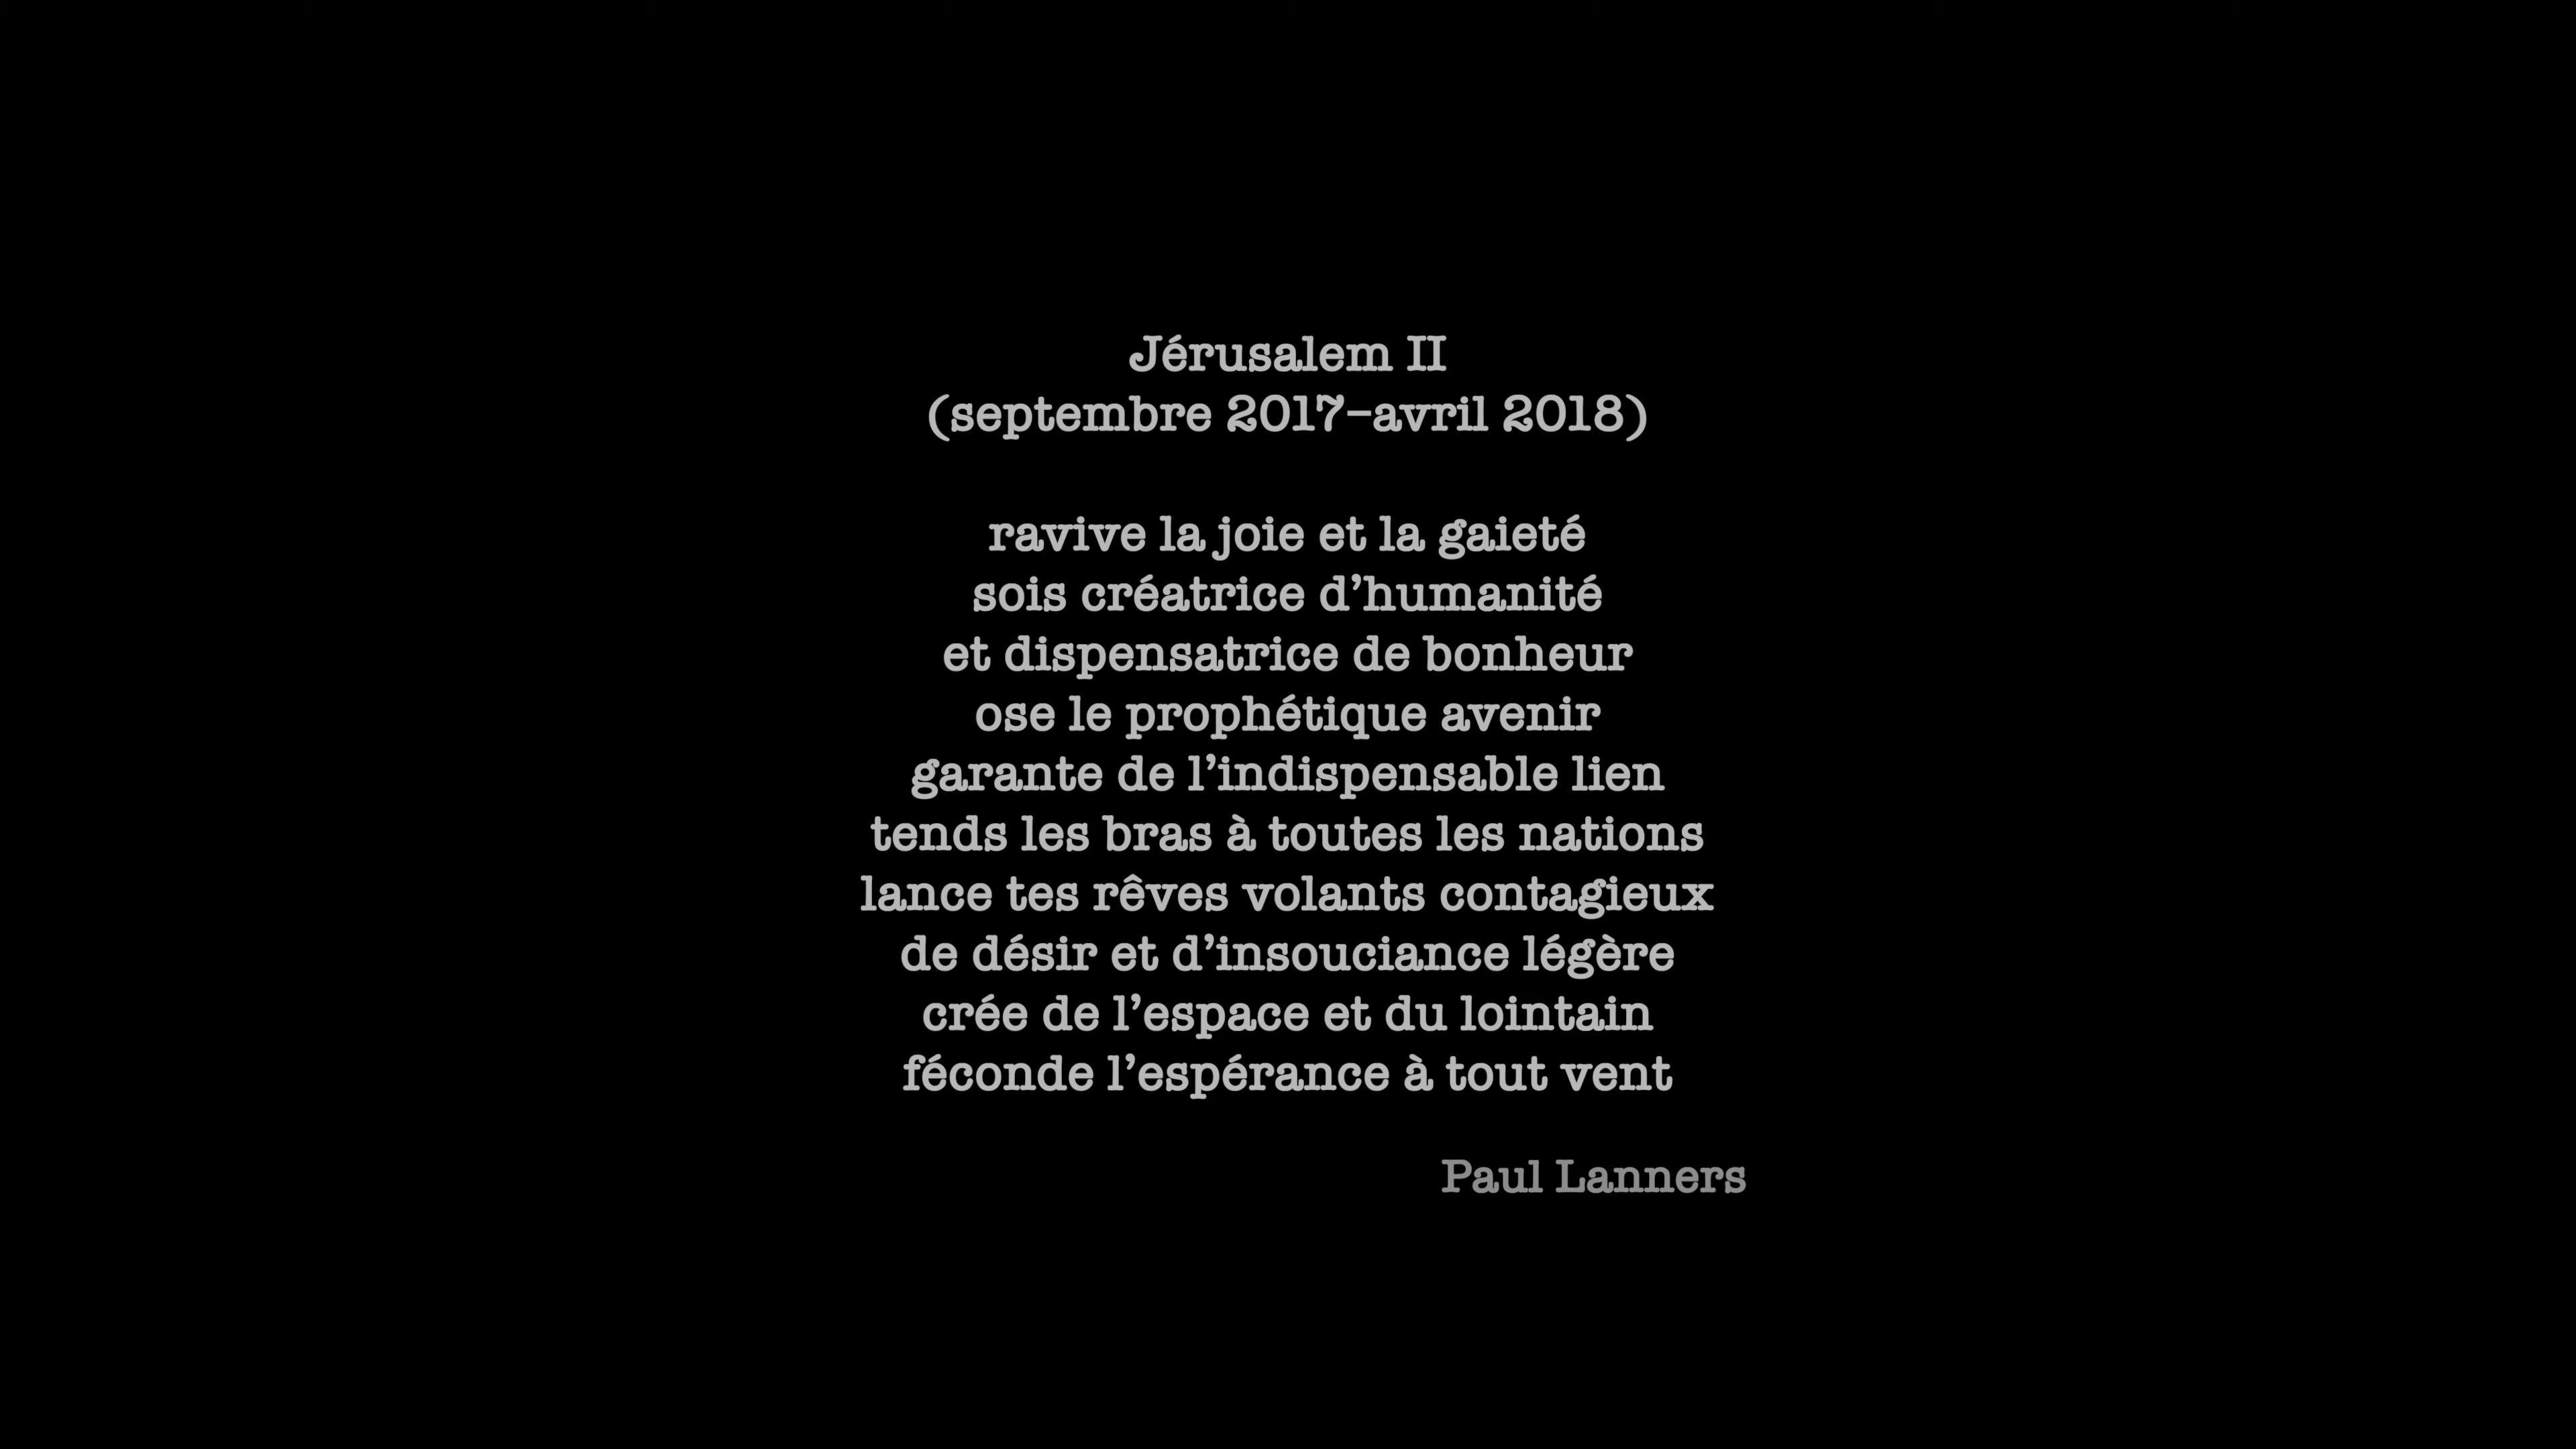 Jérusalem II
(septembre 2017–avril 2018)
ravive la joie et la gaieté
sois créatrice d’humanité
et dispensatrice de bonheur
ose le prophétique avenir
garante de l’indispensable lien
tends les bras à toutes les nations
lance tes rêves volants contagieux
de désir et d’insouciance légère
crée de l’espace et du lointain
féconde l’espérance à tout vent
Paul Lanners